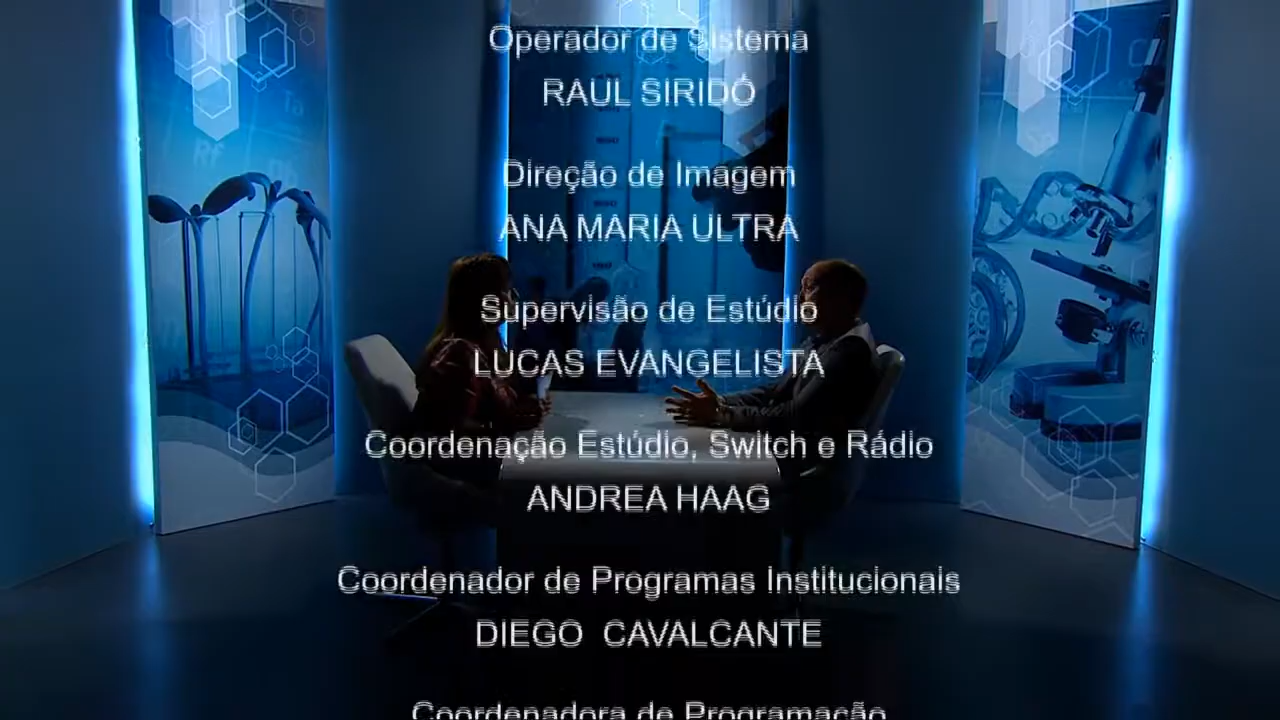 Operador de Sistema
RAUL SIRIDÓ
Direção de Imagem
ANA MARIA ULTRA
Supervisão de Estúdio
LUCAS EVANGELISTA
Coordenação Estúdio, Switch e Rádio
ANDREA HAAG
Coordenador de Programas Institucionais
DIEGO CAVALCANTE
Coordenadora de Programação